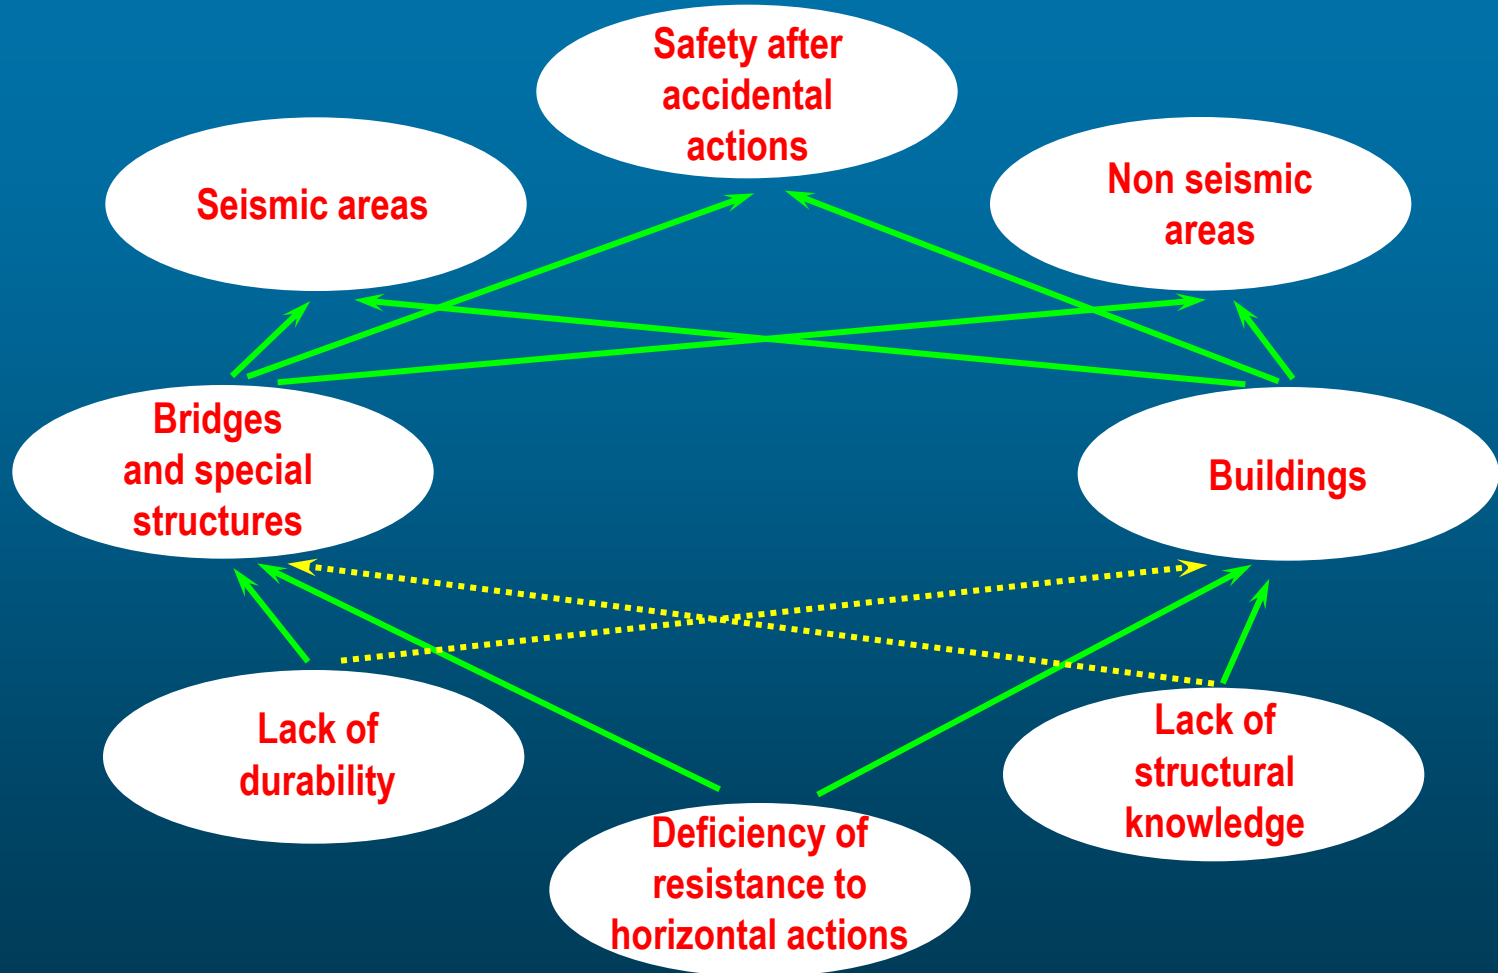 Safety after
accidental
actions
Seismic areas
Non seismic
areas
Bridges
and special
structures
Buildings
Lack of
durability
Deficiency of
resistance to
horizontal actions
Lack of
structural
knowledge